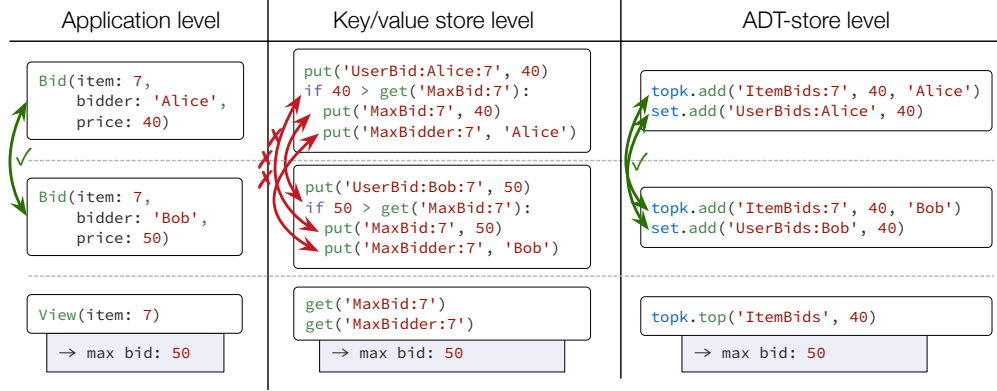 Application level
Key/value store level
ADT-store level
Bid(item: 7,
bidder: 'Alice',
price: 40)
put('UserBid:Alice:7', 40)
if 40 > get('MaxBid:7'):
put('MaxBid:7', 40)
put('MaxBidder:7', 'Alice')
topk.add('ItemBids:7', 40, 'Alice')
set.add('UserBids:Alice', 40)
Bid(item: 7,
bidder: 'Bob',
price: 50)
put('UserBid:Bob:7', 50)
if 50 > get('MaxBid:7'):
put('MaxBid:7', 50)
put('MaxBidder:7', 'Bob')
topk.add('ItemBids:7', 40, 'Bob')
set.add('UserBids:Bob', 40)
View(item: 7)
→ max bid: 50
get('MaxBid:7')
get('MaxBidder:7')
→ max bid: 50
topk.top('ItemBids', 40)
→ max bid: 50